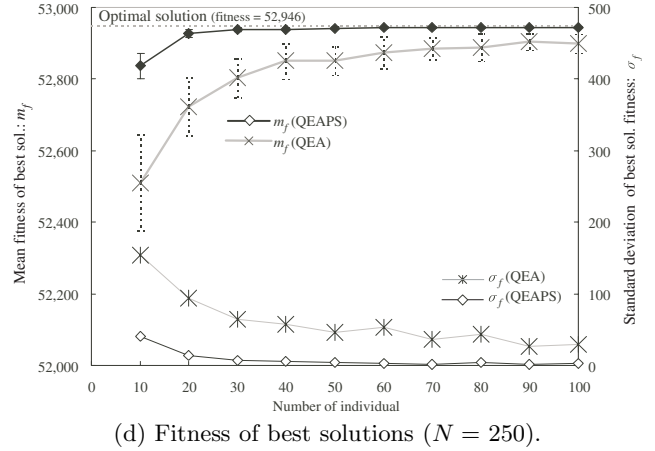 53,000
52,800
52,600
52,400
52,200
52,000
Mean fitness of best sol.: m_f
Optimal solution (fitness = 52,946)
m_f (QEAPS)
m_f (QEA)
σ_f (QEA)
σ_f (QEAPS)
500
400
300
200
100
0
Standard deviation of best sol. fitness: σ_f
0 10 20 30 40 50 60 70 80 90 100
Number of individual
(d) Fitness of best solutions (N = 250).